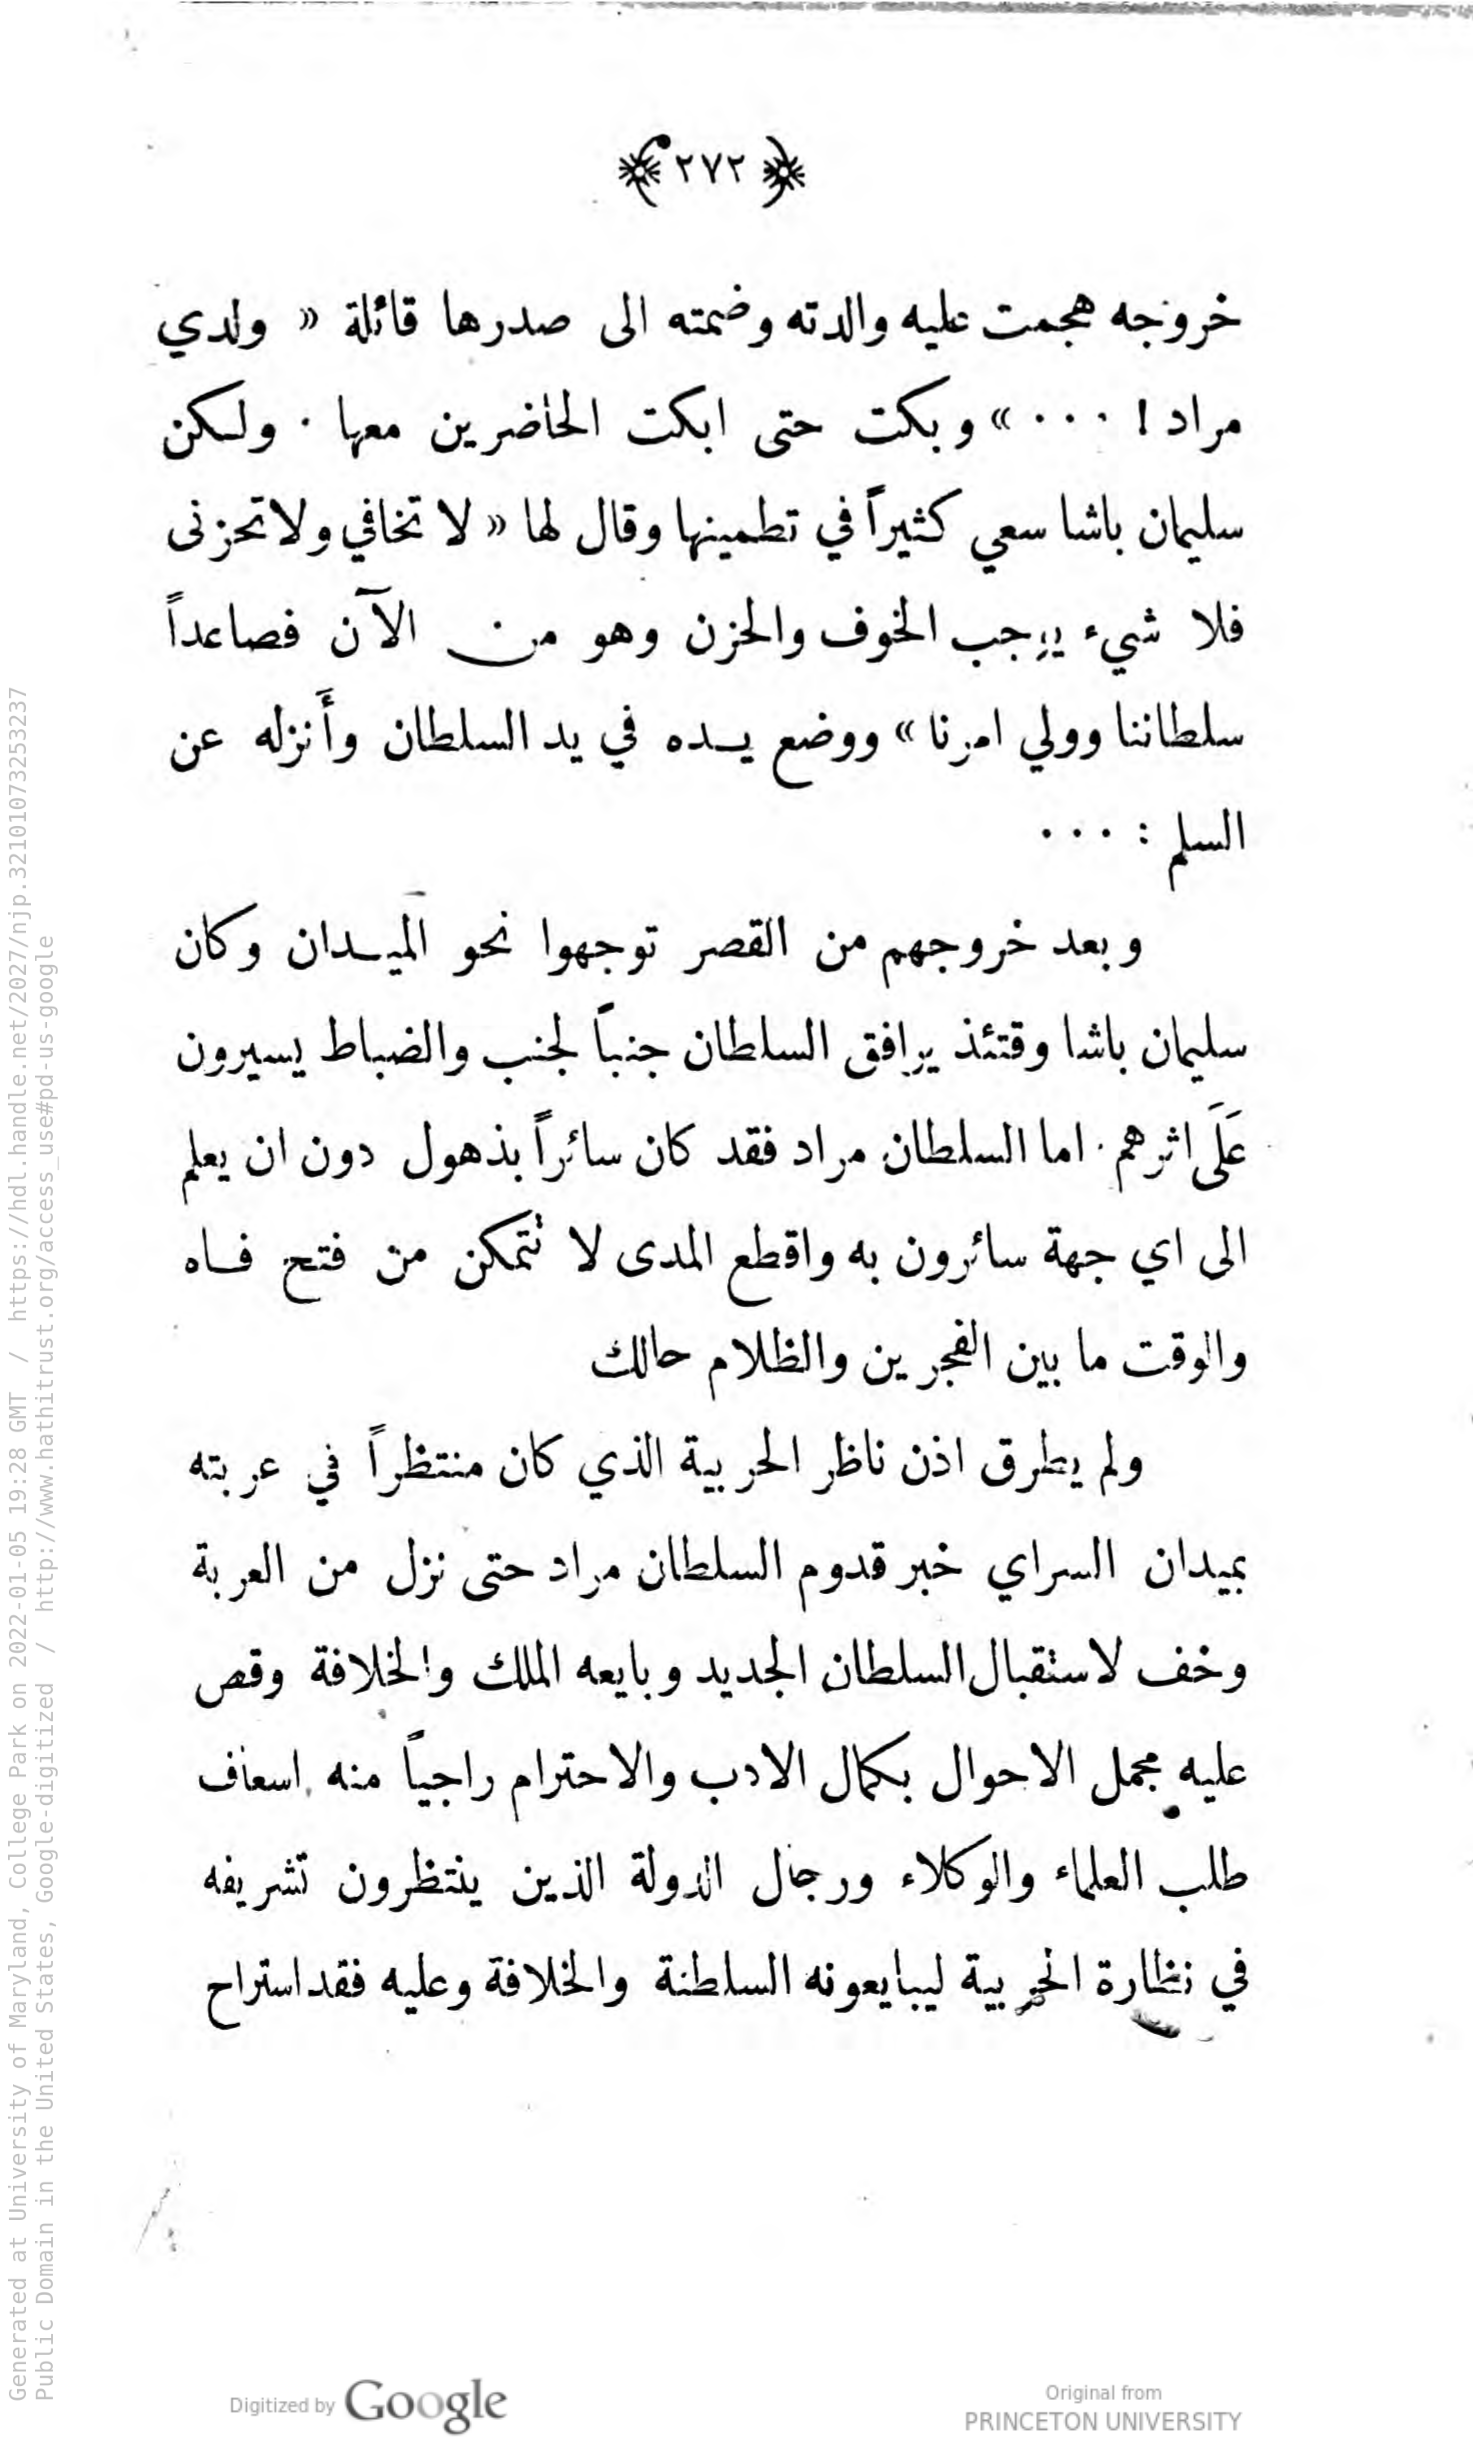 ﴿٢٧٢﴾
خروجه هجمت عليه والدته وضمته الى صدرها قائلة « ولدي
مراد ! ٠٠٠ » وبكت حتى ابكت الحاضرين معها ٠ ولكن
سليمان باشا سعي كثيراً في تطمينها وقال لها « لا تخافي ولا تحزنى
فلا شيء يوجب الخوف والحزن وهو من الآن فصاعداً
سلطاننا وولي امرنا » ووضع يده في يد السلطان وأنزله عن
السلم : ٠٠٠
وبعد خروجهم من القصر توجهوا نحو الميدان وكان
سليمان باشا وقتئذ يرافق السلطان جنباً لجنب والضباط يسيرون
عَلَى اثرهم ٠ اما السلطان مراد فقد كان سائراً بذهول دون ان يعلم
الى اي جهة سائرون به واقطع المدى لا تتمكن من فتح فاه
والوقت ما بين الفجرين والظلام حالك
ولم يطرق اذن ناظر الحربية الذي كان منتظراً في عربته
بميدان السراي خبر قدوم السلطان مراد حتى نزل من العربة
وخف لاستقبال السلطان الجديد وبايعه الملك والخلافة وقص
عليه مجمل الاحوال بكمال الادب والاحترام راجياً منه اسعاف
طلب العلماء والوكلاء ورجال الدولة الذين ينتظرون تشريفه
في نظارة الحربية ليبايعونه السلطنة والخلافة وعليه فقد استراح
Generated at University of Maryland, College Park on 2022-01-05 19:28 GMT / https://hdl.handle.net/2027/njp.32101073253237
Public Domain in the United States, Google-digitized / http://www.hathitrust.org/access_use#pd-us-google
Digitized by Google
Original from
PRINCETON UNIVERSITY